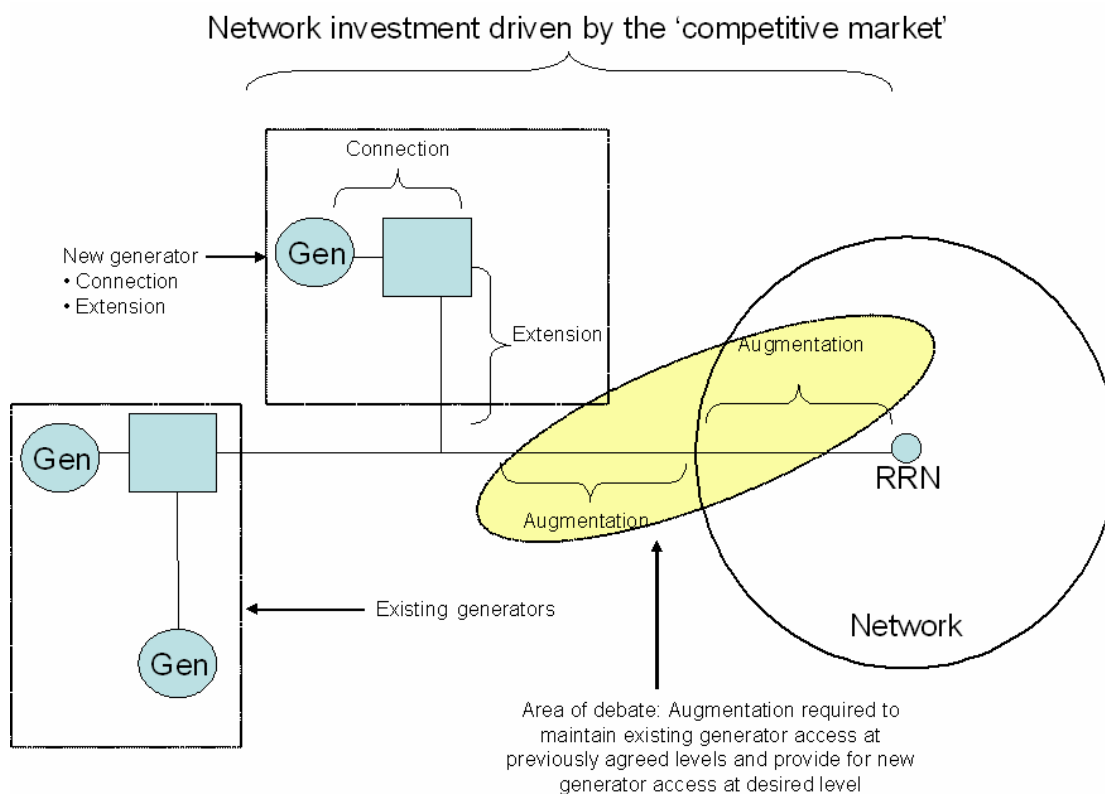 Network investment driven by the ‘competitive market’
Connection
Gen
New generator
• Connection
• Extension
Extension
Augmentation
Gen
RRN
Augmentation
Existing generators
Gen
Network
Area of debate: Augmentation required to
maintain existing generator access at
previously agreed levels and provide for new
generator access at desired level